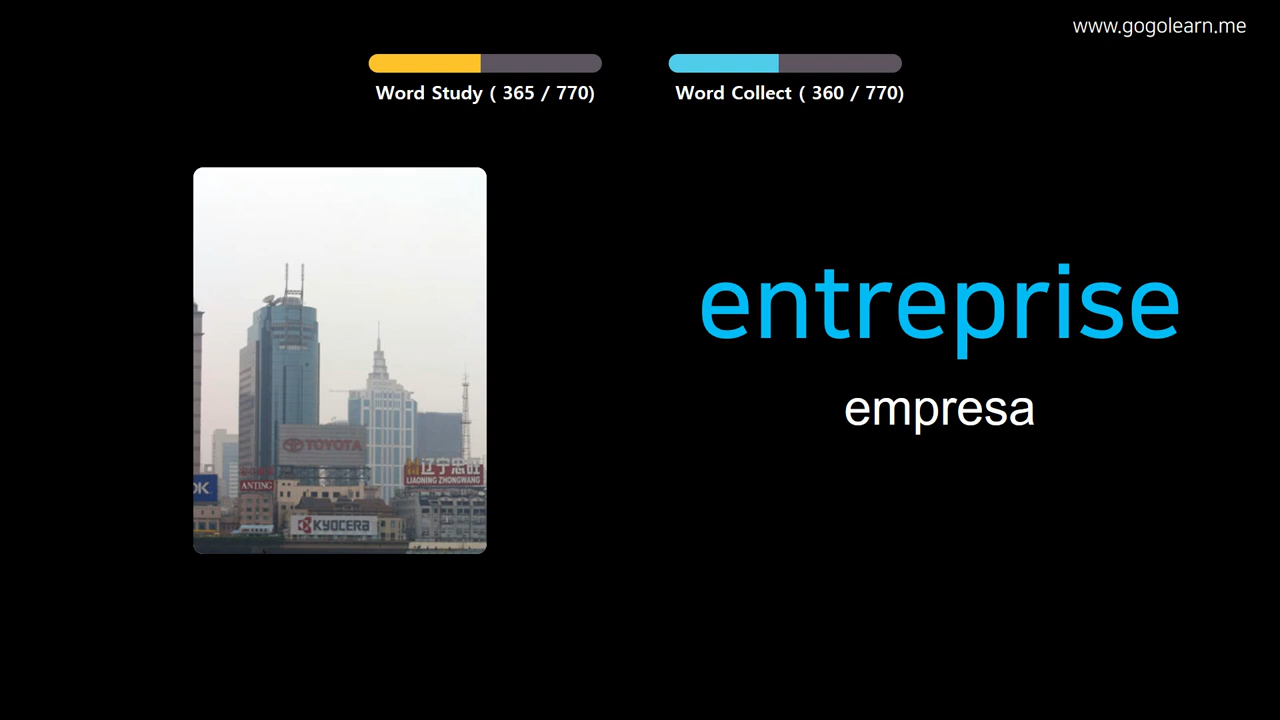 www.gogolearn.me
Word Study ( 365 / 770)
Word Collect ( 360 / 770)
entreprise
empresa
TOYOTA
辽宁忠旺
LIAONING ZHONGWANG
OK
ANTING
KYOCERA